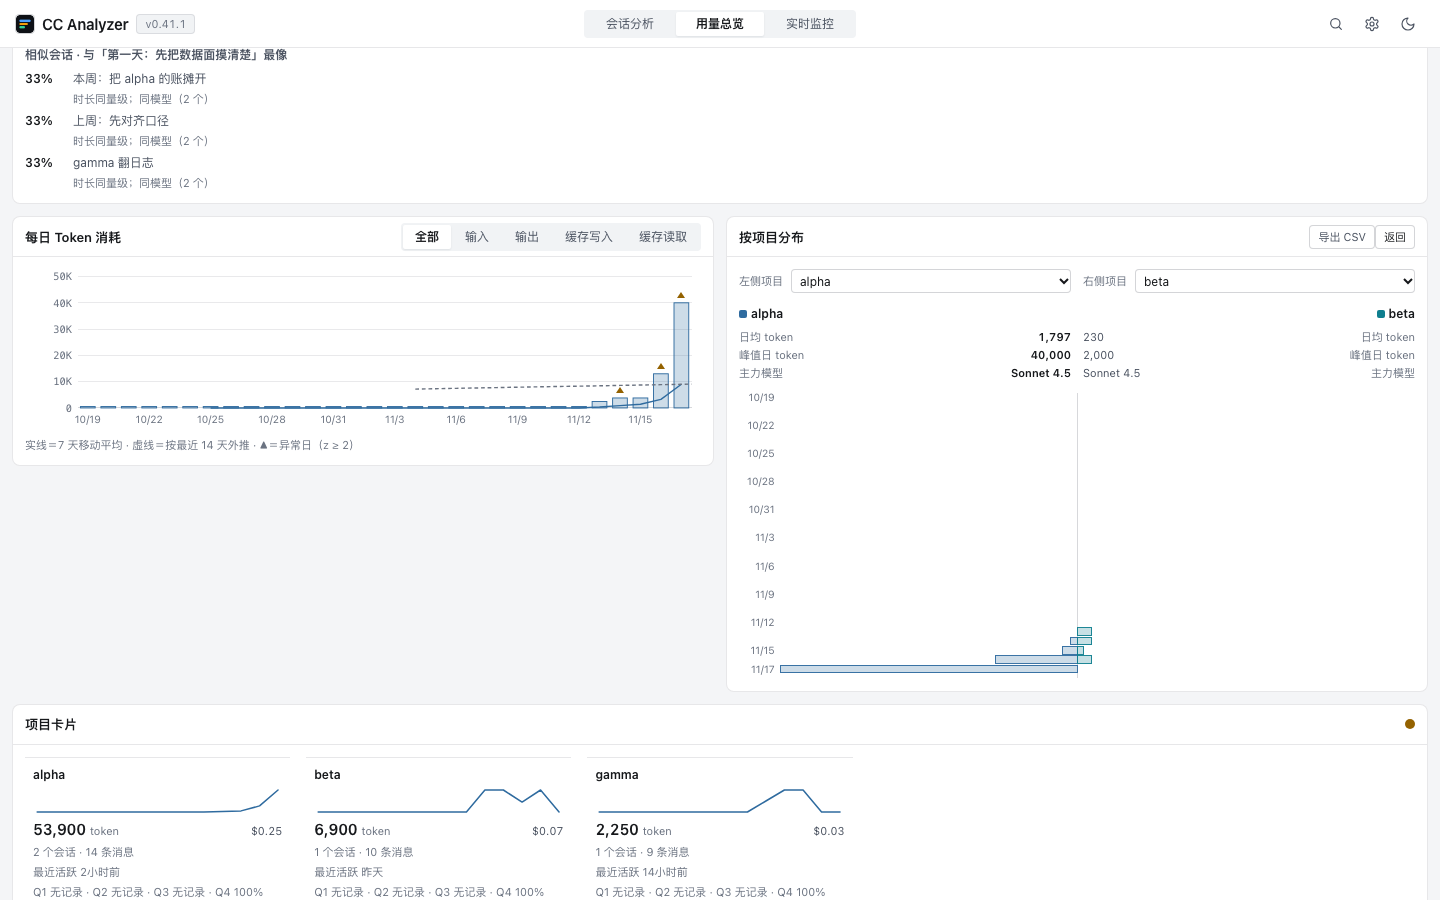 CC Analyzer v0.41.1 会话分析 用量总览 实时监控
相似会话 · 与「第一天：先把数据面摸清楚」最像
33% 本周：把 alpha 的账摊开
时长同量级；同模型（2 个）
33% 上周：先对齐口径
时长同量级；同模型（2 个）
33% gamma 翻日志
时长同量级；同模型（2 个）
每日 Token 消耗 全部 输入 输出 缓存写入 缓存读取
50K
40K
30K
20K
10K
0
10/19 10/22 10/25 10/28 10/31 11/3 11/6 11/9 11/12 11/15
实线=7 天移动平均 · 虚线=按最近 14 天外推 · ▲=异常日（z ≥ 2）
按项目分布 导出 CSV 返回
左侧项目 alpha 右侧项目 beta
alpha beta
日均 token 1,797 230 日均 token
峰值日 token 40,000 2,000 峰值日 token
主力模型 Sonnet 4.5 Sonnet 4.5 主力模型
10/19
10/22
10/25
10/28
10/31
11/3
11/6
11/9
11/12
11/15
11/17
项目卡片
alpha
53,900 token $0.25
2 个会话 · 14 条消息
最近活跃 2小时前
Q1 无记录 · Q2 无记录 · Q3 无记录 · Q4 100%
beta
6,900 token $0.07
1 个会话 · 10 条消息
最近活跃 昨天
Q1 无记录 · Q2 无记录 · Q3 无记录 · Q4 100%
gamma
2,250 token $0.03
1 个会话 · 9 条消息
最近活跃 14小时前
Q1 无记录 · Q2 无记录 · Q3 无记录 · Q4 100%